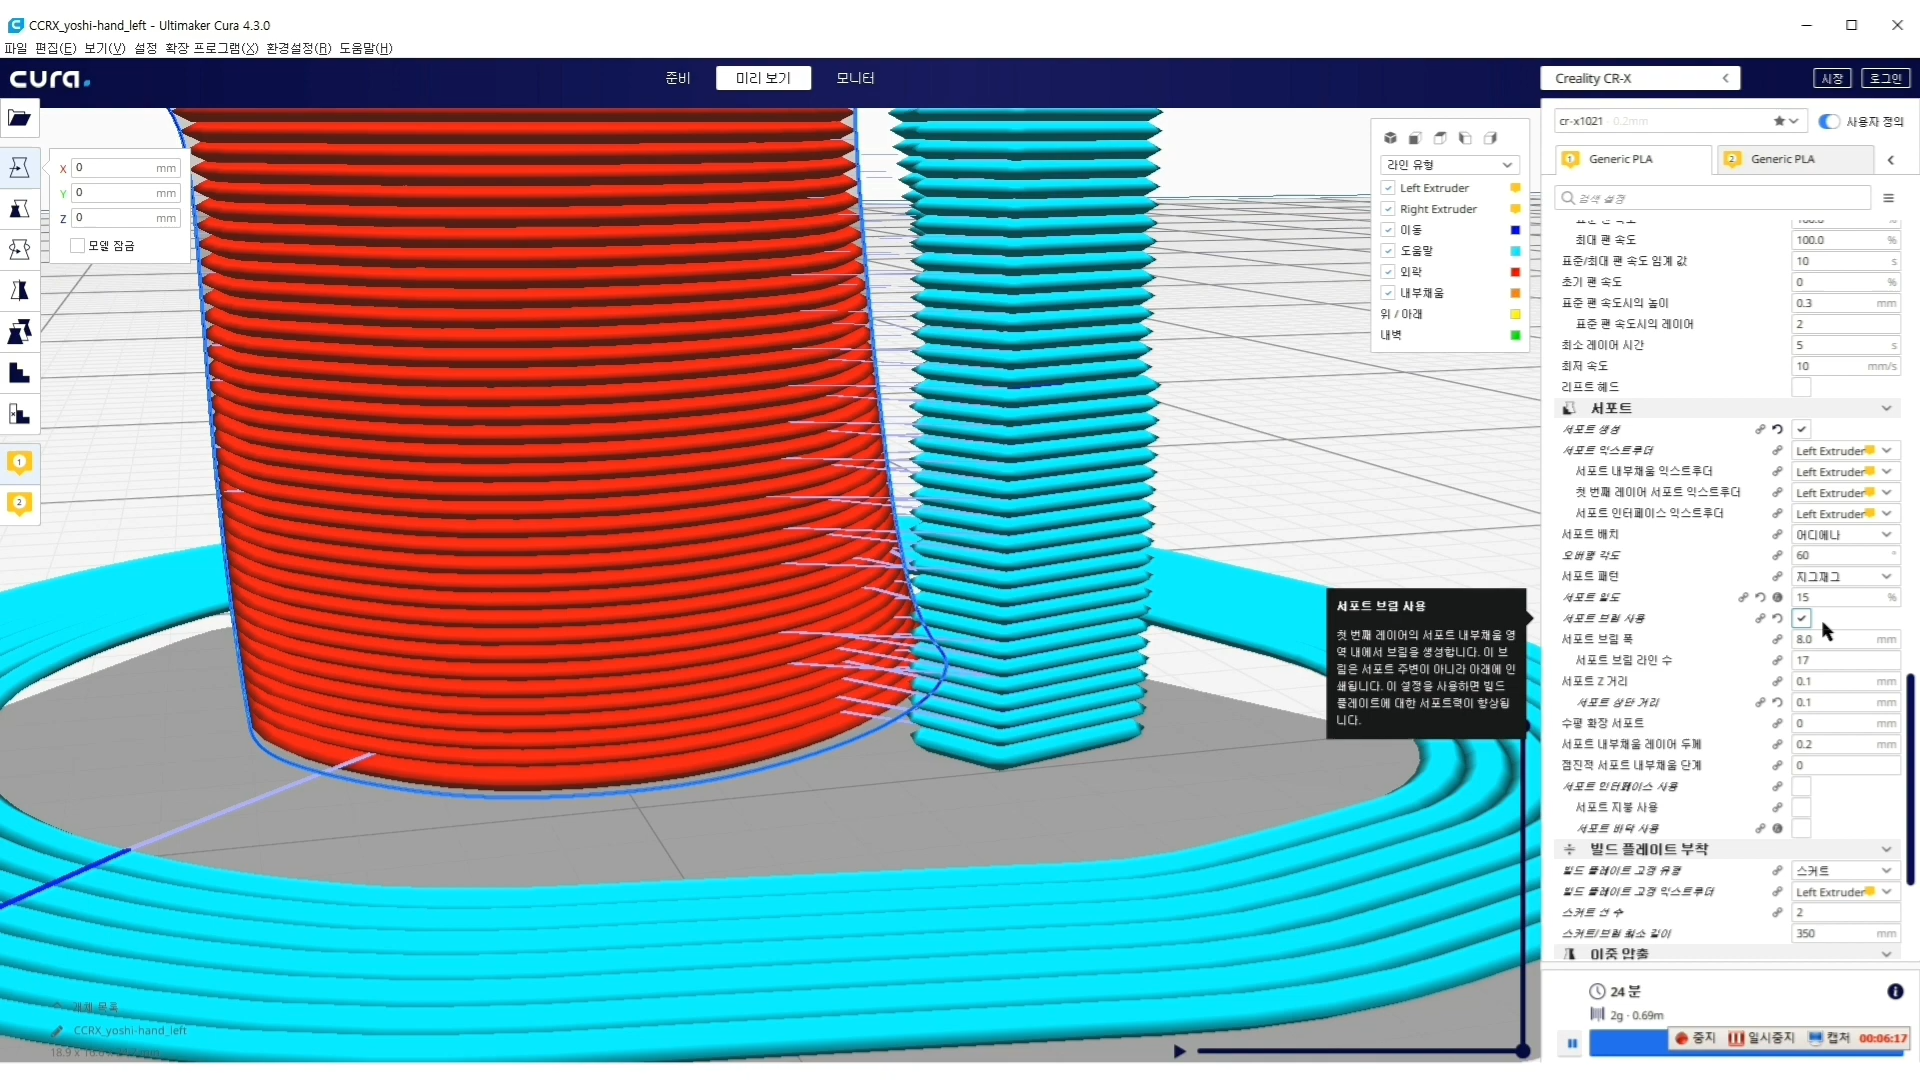 CCRX_yoshi-hand_left - Ultimaker Cura 4.3.0
파일 편집(E) 보기(V) 설정 확장 프로그램(X) 환경설정(R) 도움말(H)
cura.
준비 미리 보기 모니터
Creality CR-X
시장 로그인
X 0 mm
Y 0 mm
Z 0 mm
모델 잠금
1
2
라인 유형
Left Extruder
Right Extruder
이동
도움말
외곽
내부채움
위 / 아래
내벽
cr-x1021 - 0.2mm
사용자 정의
1 Generic PLA
2 Generic PLA
검색 설정
표준 팬 속도 100.0 %
최대 팬 속도 100.0 %
표준/최대 팬 속도 임계 값 10 s
초기 팬 속도 0 %
표준 팬 속도시의 높이 0.3 mm
표준 팬 속도시의 레이어 2
최소 레이어 시간 5 s
최저 속도 10 mm/s
리프트 헤드
서포트
서포트 생성
서포트 익스트루더 Left Extruder
서포트 내부채움 익스트루더 Left Extruder
첫 번째 레이어 서포트 익스트루더 Left Extruder
서포트 인터페이스 익스트루더 Left Extruder
서포트 배치 어디에나
오버행 각도 60 °
서포트 패턴 지그재그
서포트 밀도 15 %
서포트 브림 사용
서포트 브림 폭 8.0 mm
서포트 브림 라인 수 17
서포트 Z 거리 0.1 mm
서포트 상단 거리 0.1 mm
수평 확장 서포트 0 mm
서포트 내부채움 레이어 두께 0.2 mm
점진적 서포트 내부채움 단계 0
서포트 인터페이스 사용
서포트 지붕 사용
서포트 바닥 사용
빌드 플레이트 부착
빌드 플레이트 고정 유형 스커트
빌드 플레이트 고정 익스트루더 Left Extruder
스커트 선 수 2
스커트/브림 최소 길이 350 mm
이중 압출
서포트 브림 사용
첫 번째 레이어의 서포트 내부채움 영
역 내에서 브림을 생성합니다. 이 브
림은 서포트 주변이 아니라 아래에 인
쇄됩니다. 이 설정을 사용하면 빌드
플레이트에 대한 서포트력이 향상됩
니다.
개체 목록
CCRX_yoshi-hand_left
24 분
2g · 0.69m
중지 일시중지 캡처 00:06:17